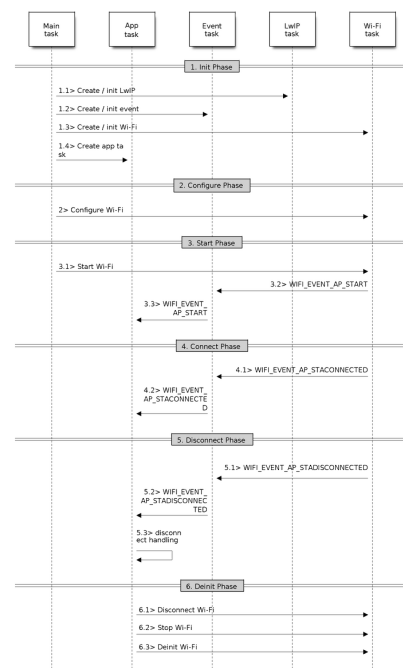 Main
task
App
task
Event
task
LwIP
task
Wi-Fi
task
1. Init Phase
1.1> Create / init LwIP
1.2> Create / init event
1.3> Create / init Wi-Fi
1.4> Create app ta
sk
2. Configure Phase
2> Configure Wi-Fi
3. Start Phase
3.1> Start Wi-Fi
3.2> WIFI_EVENT_AP_START
3.3> WIFI_EVENT_
AP_START
4. Connect Phase
4.1> WIFI_EVENT_AP_STACONNECTED
4.2> WIFI_EVENT_
AP_STACONNECTE
D
5. Disconnect Phase
5.1> WIFI_EVENT_AP_STADISCONNECTED
5.2> WIFI_EVENT_
AP_STADISCONNEC
TED
5.3> disconn
ect handling
6. Deinit Phase
6.1> Disconnect Wi-Fi
6.2> Stop Wi-Fi
6.3> Deinit Wi-Fi